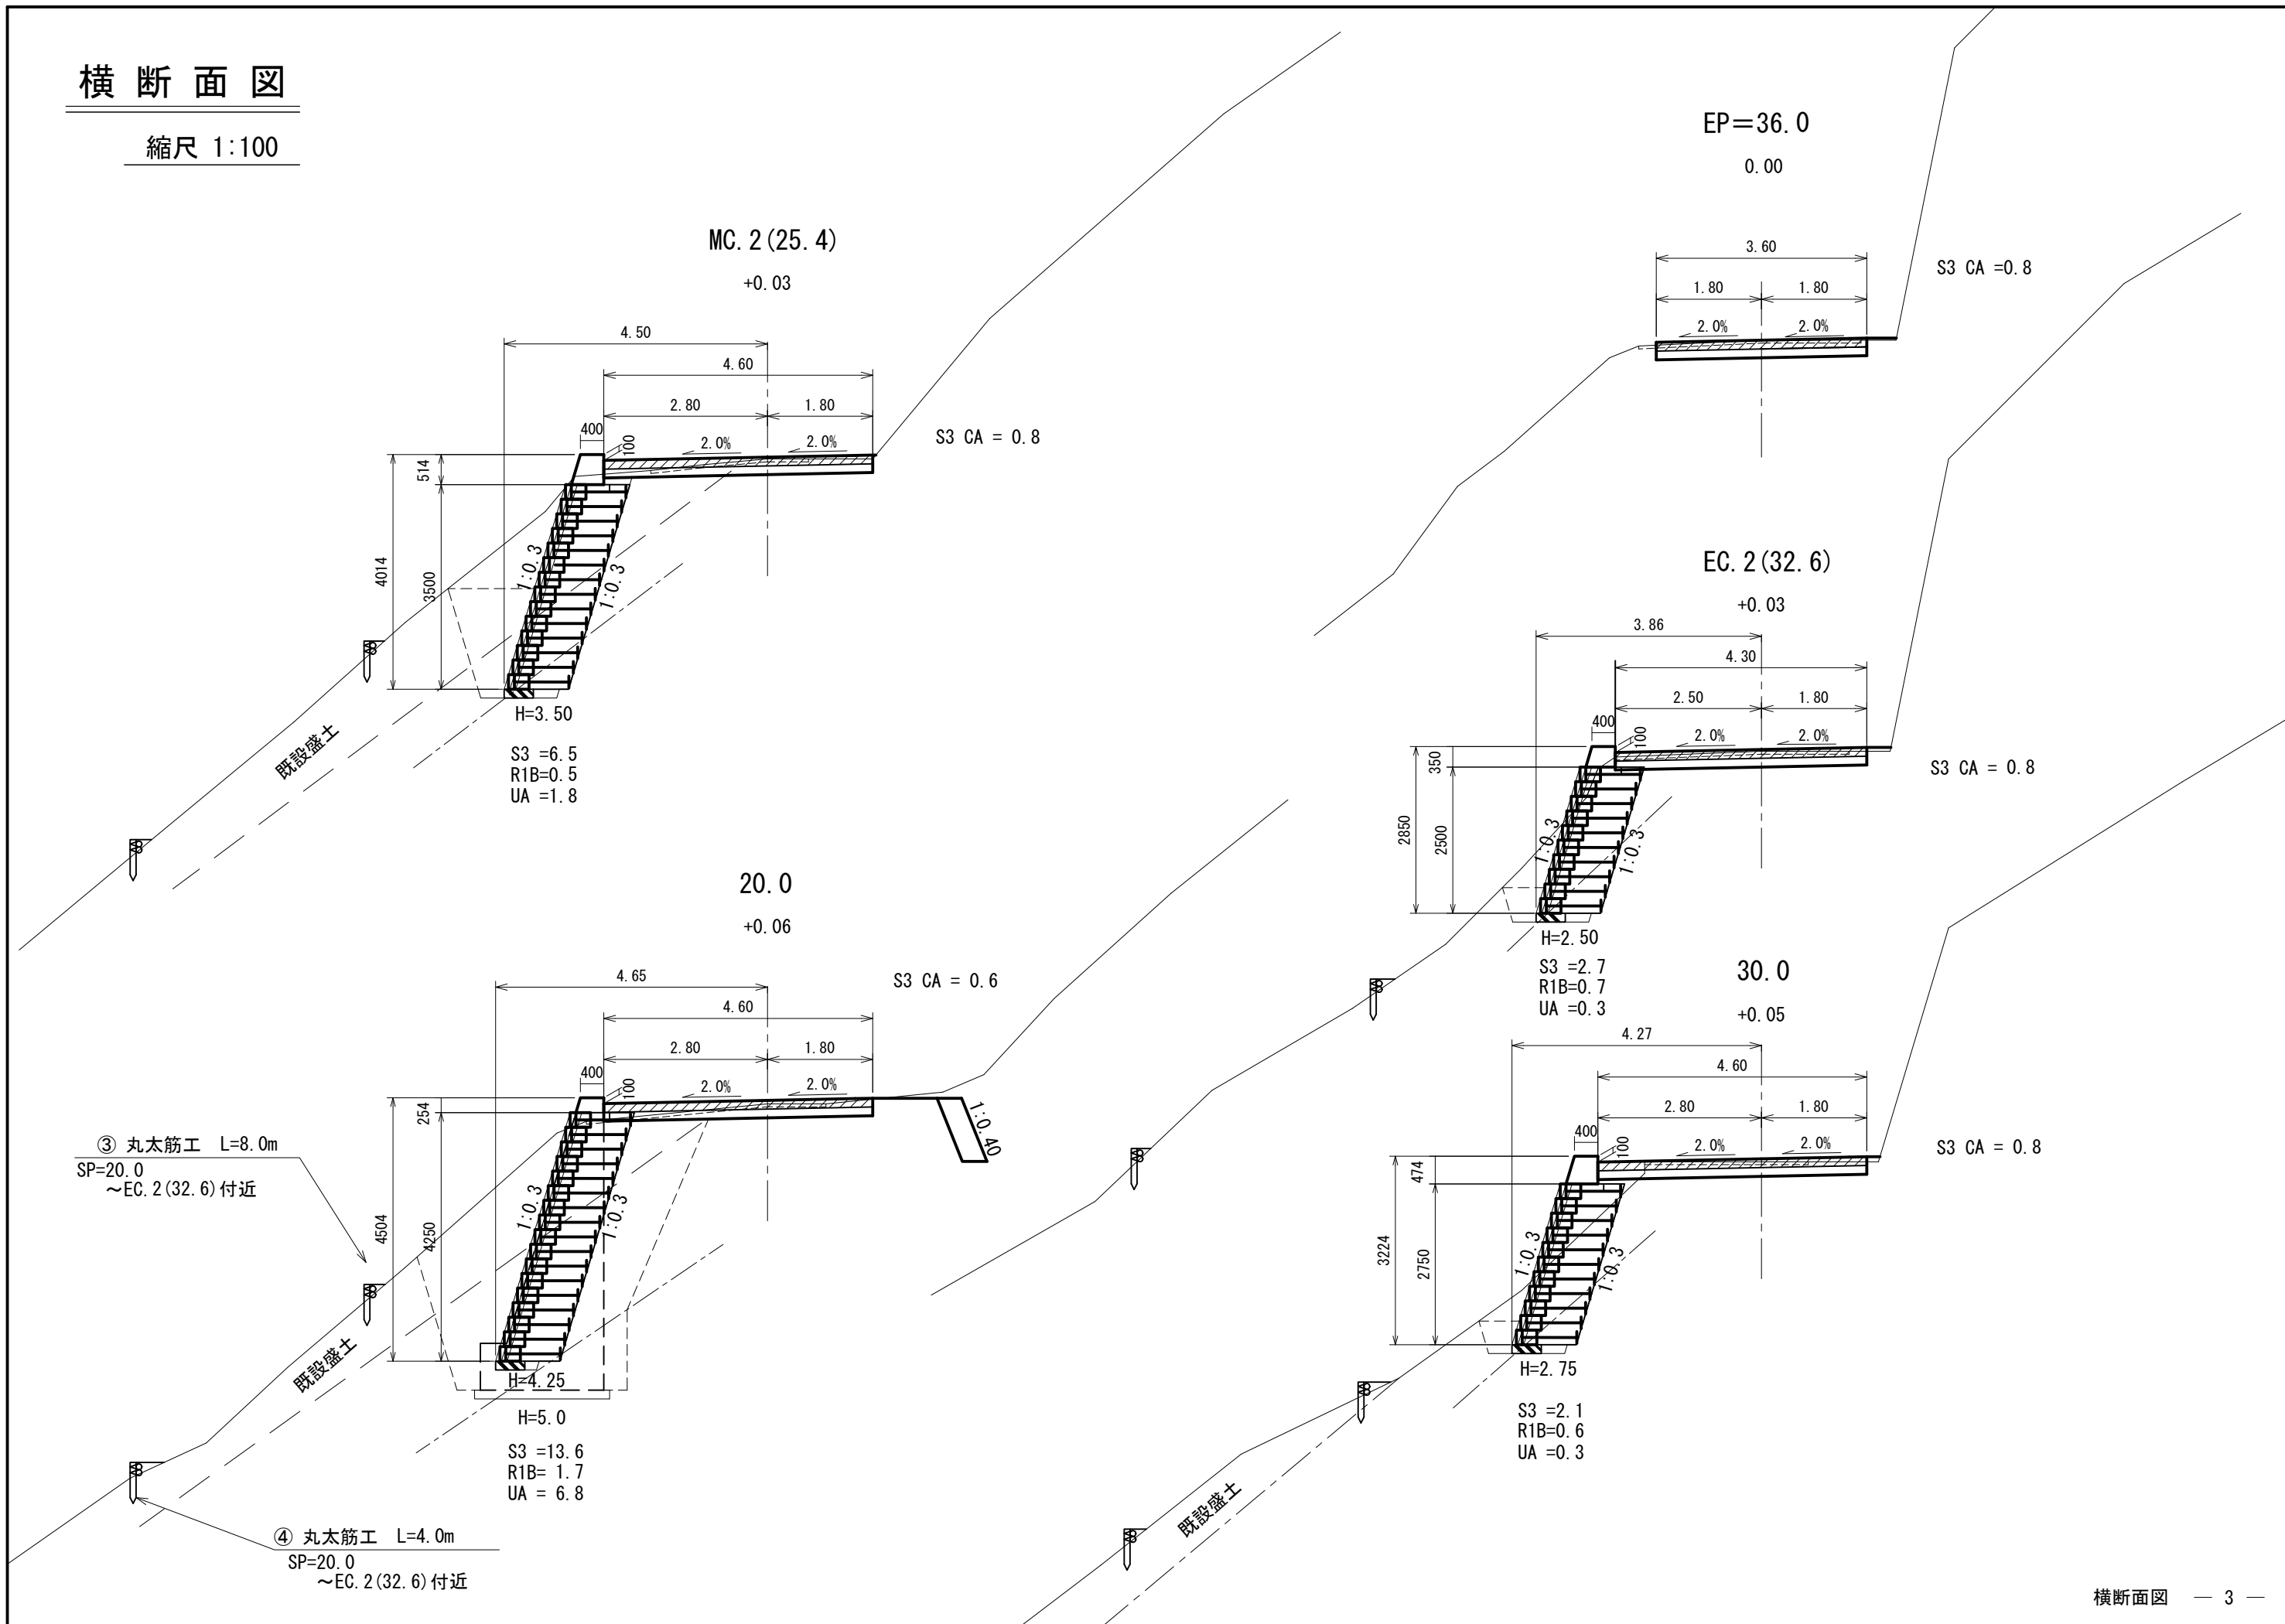 横断面図
縮尺 1:100
MC.2(25.4)
+0.03
4.50
4.60
2.80
1.80
400
100
2.0%
2.0%
S3 CA = 0.8
514
4014
3500
1:0.3
1:0.3
H=3.50
S3 =6.5
R1B=0.5
UA =1.8
既設盛土
20.0
+0.06
4.65
S3 CA = 0.6
4.60
2.80
1.80
400
100
2.0%
2.0%
254
4504
4250
1:0.3
1:0.3
1:0.40
③ 丸太筋工 L=8.0m
SP=20.0
～EC.2(32.6)付近
既設盛土
H=4.25
H=5.0
S3 =13.6
R1B= 1.7
UA = 6.8
④ 丸太筋工 L=4.0m
SP=20.0
～EC.2(32.6)付近
EP=36.0
0.00
3.60
1.80
1.80
2.0%
2.0%
S3 CA =0.8
EC.2(32.6)
+0.03
3.86
4.30
2.50
1.80
400
100
2.0%
2.0%
S3 CA = 0.8
350
2850
2500
1:0.3
1:0.3
H=2.50
S3 =2.7
R1B=0.7
UA =0.3
30.0
+0.05
4.27
4.60
2.80
1.80
400
100
2.0%
2.0%
S3 CA = 0.8
474
3224
2750
1:0.3
1:0.3
H=2.75
S3 =2.1
R1B=0.6
UA =0.3
既設盛土
横断面図 ― 3 ―